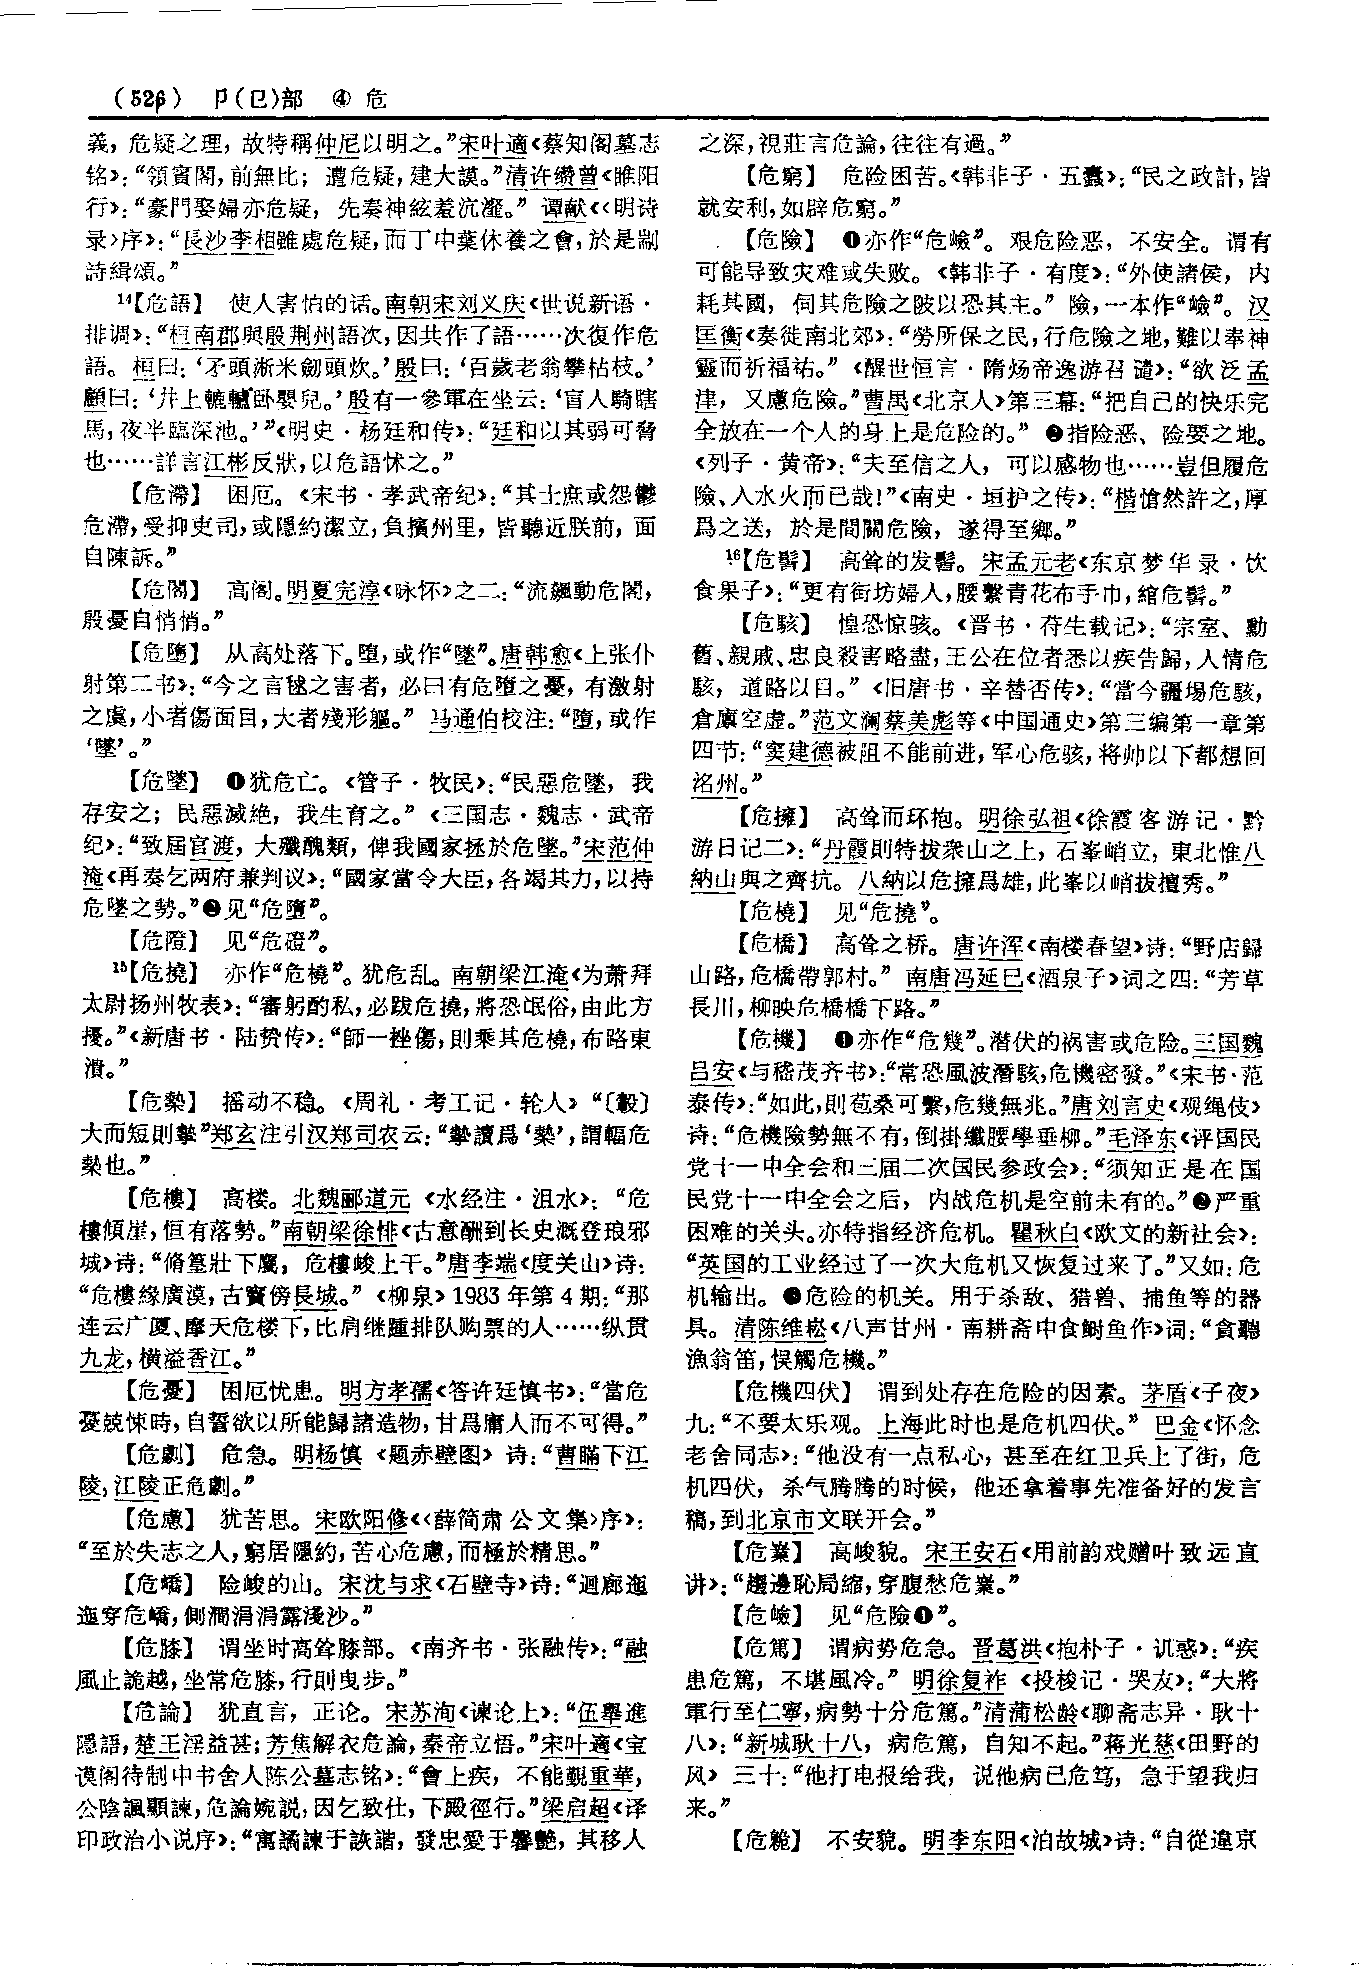 （526） 卩(㔾)部 ④ 危
義，危疑之理，故特稱仲尼以明之。”宋叶適《蔡知阁墓志
铭》：“領賓閣，前無比；遭危疑，建大謨。”清许缵曾《睢阳
行》：“豪門娶婦亦危疑，先奏神絃羞沆瀣。”谭献《〈明诗
录〉序》：“長沙李相雖處危疑，而丁中葉休養之會，於是制
詩緝頌。”
14【危語】 使人害怕的话。南朝宋刘义庆《世说新语·
排调》：“桓南郡與殷荆州語次，因共作了語……次復作危
語。桓曰：‘矛頭淅米劒頭炊。’殷曰：‘百歲老翁攀枯枝。’
顧曰：‘井上轆轤卧嬰兒。’殷有一參軍在坐云：‘盲人騎瞎
馬，夜半臨深池。’”《明史·杨廷和传》：“廷和以其弱可脅
也……詳言江彬反狀，以危語怵之。”
【危滯】 困厄。《宋书·孝武帝纪》：“其士庶或怨鬱
危滯，受抑吏司，或隱約潔立，負擯州里，皆聽近朕前，面
自陳訴。”
【危閣】 高阁。明夏完淳《咏怀》之二：“流飇動危閣，
殷憂自悄悄。”
【危墮】 从高处落下。堕，或作“墜”。唐韩愈《上张仆
射第二书》：“今之言毬之害者，必曰有危墮之憂，有激射
之虞，小者傷面目，大者殘形軀。” 马通伯校注：“墮，或作
‘墜’。”
【危墜】 ❶犹危亡。《管子·牧民》：“民惡危墜，我
存安之；民惡滅絶，我生育之。”《三国志·魏志·武帝
纪》：“致屆官渡，大殲醜類，俾我國家拯於危墜。”宋范仲
淹《再奏乞两府兼判议》：“國家當令大臣，各竭其力，以持
危墜之勢。”❷见“危墮”。
【危隥】 见“危磴”。
15【危撓】 亦作“危橈”。犹危乱。南朝梁江淹《为萧拜
太尉扬州牧表》：“審躬酌私，必跋危撓，將恐氓俗，由此方
擾。”《新唐书·陆贽传》：“師一挫傷，則乘其危橈，布路東
潰。”
【危槷】 摇动不稳。《周礼·考工记·轮人》“〔轂〕
大而短則摯”郑玄注引汉郑司农云：“摯讀爲‘槷’，謂輻危
槷也。”
【危樓】 高楼。北魏郦道元《水经注·沮水》：“危
樓傾崖，恒有落勢。”南朝梁徐悱《古意酬到长史溉登琅邪
城》诗：“脩篁壯下屬，危樓峻上干。”唐李端《度关山》诗：
“危樓緣廣漠，古竇傍長城。”《柳泉》1983年第4期：“那
连云广厦、摩天危楼下，比肩继踵排队购票的人……纵贯
九龙，横溢香江。”
【危憂】 困厄忧患。明方孝孺《答许廷慎书》：“當危
憂兢悚時，自誓欲以所能歸諸造物，甘爲庸人而不可得。”
【危劇】 危急。明杨慎《题赤壁图》诗：“曹瞞下江
陵，江陵正危劇。”
【危慮】 犹苦思。宋欧阳修《〈薛简肃公文集〉序》：
“至於失志之人，窮居隱約，苦心危慮，而極於精思。”
【危嶠】 险峻的山。宋沈与求《石壁寺》诗：“迴廊迤
迤穿危嶠，側澗涓涓露淺沙。”
【危膝】 谓坐时高耸膝部。《南齐书·张融传》：“融
風止詭越，坐常危膝，行則曳步。”
【危論】 犹直言，正论。宋苏洵《谏论上》：“伍舉進
隱語，楚王淫益甚；芳焦解衣危論，秦帝立悟。”宋叶適《宝
谟阁待制中书舍人陈公墓志铭》：“會上疾，不能覲重華，
公陰諷顯諫，危論婉說，因乞致仕，下殿徑行。”梁启超《译
印政治小说序》：“寓譎諫于詼諧，發忠愛于馨艷，其移人
之深，視莊言危論，往往有過。”
【危窮】 危险困苦。《韩非子·五蠹》：“民之政計，皆
就安利，如辟危窮。”
【危險】 ❶亦作“危嶮”。艰危险恶，不安全。谓有
可能导致灾难或失败。《韩非子·有度》：“外使諸侯，内
耗其國，伺其危險之陂以恐其主。”險，一本作“嶮”。汉
匡衡《奏徙南北郊》：“勞所保之民，行危險之地，難以奉神
靈而祈福祐。”《醒世恒言·隋炀帝逸游召谴》：“欲泛孟
津，又慮危險。”曹禺《北京人》第三幕：“把自己的快乐完
全放在一个人的身上是危险的。” ❷指险恶、险要之地。
《列子·黄帝》：“夫至信之人，可以感物也……豈但履危
險、入水火而已哉！”《南史·垣护之传》：“楷愴然許之，厚
爲之送，於是間關危險，遂得至鄉。”
16【危髻】 高耸的发髻。宋孟元老《东京梦华录·饮
食果子》：“更有街坊婦人，腰繫青花布手巾，綰危髻。”
【危駭】 惶恐惊骇。《晋书·苻生载记》：“宗室、勳
舊、親戚、忠良殺害略盡，王公在位者悉以疾告歸，人情危
駭，道路以目。”《旧唐书·辛替否传》：“當今疆埸危駭，
倉廪空虚。”范文澜蔡美彪等《中国通史》第三编第一章第
四节：“窦建德被阻不能前进，军心危骇，将帅以下都想回
洺州。”
【危擁】 高耸而环抱。明徐弘祖《徐霞客游记·黔
游日记二》：“丹霞則特拔衆山之上，石峯峭立，東北惟八
納山與之齊抗。八納以危擁爲雄，此峯以峭拔擅秀。”
【危橈】 见“危撓”。
【危橋】 高耸之桥。唐许浑《南楼春望》诗：“野店歸
山路，危橋帶郭村。” 南唐冯延巳《酒泉子》词之四：“芳草
長川，柳映危橋橋下路。”
【危機】 ❶亦作“危幾”。潜伏的祸害或危险。三国魏
吕安《与嵇茂齐书》：“常恐風波潛駭，危機密發。”《宋书·范
泰传》：“如此，則苞桑可繫，危幾無兆。”唐刘言史《观绳伎》
诗：“危機險勢無不有，倒掛纖腰學垂柳。”毛泽东《评国民
党十一中全会和三届二次国民参政会》：“须知正是在国
民党十一中全会之后，内战危机是空前未有的。”❷严重
困难的关头。亦特指经济危机。瞿秋白《欧文的新社会》：
“英国的工业经过了一次大危机又恢复过来了。”又如：危
机输出。❸危险的机关。用于杀敌、猎兽、捕鱼等的器
具。清陈维崧《八声甘州·南耕斋中食鲥鱼作》词：“貪聽
漁翁笛，悮觸危機。”
【危機四伏】 谓到处存在危险的因素。茅盾《子夜》
九：“不要太乐观。上海此时也是危机四伏。” 巴金《怀念
老舍同志》：“他没有一点私心，甚至在红卫兵上了街，危
机四伏，杀气腾腾的时候，他还拿着事先准备好的发言
稿，到北京市文联开会。”
【危嶪】 高峻貌。宋王安石《用前韵戏赠叶致远直
讲》：“趨邊恥局縮，穿腹愁危嶪。”
【危嶮】 见“危險❶”。
【危篤】 谓病势危急。晋葛洪《抱朴子·讥惑》：“疾
患危篤，不堪風冷。” 明徐复祚《投梭记·哭友》：“大將
軍行至仁寧，病勢十分危篤。”清蒲松龄《聊斋志异·耿十
八》：“新城耿十八，病危篤，自知不起。”蒋光慈《田野的
风》三十：“他打电报给我，说他病已危笃，急于望我归
来。”
【危臲】 不安貌。明李东阳《泊故城》诗：“自從違京